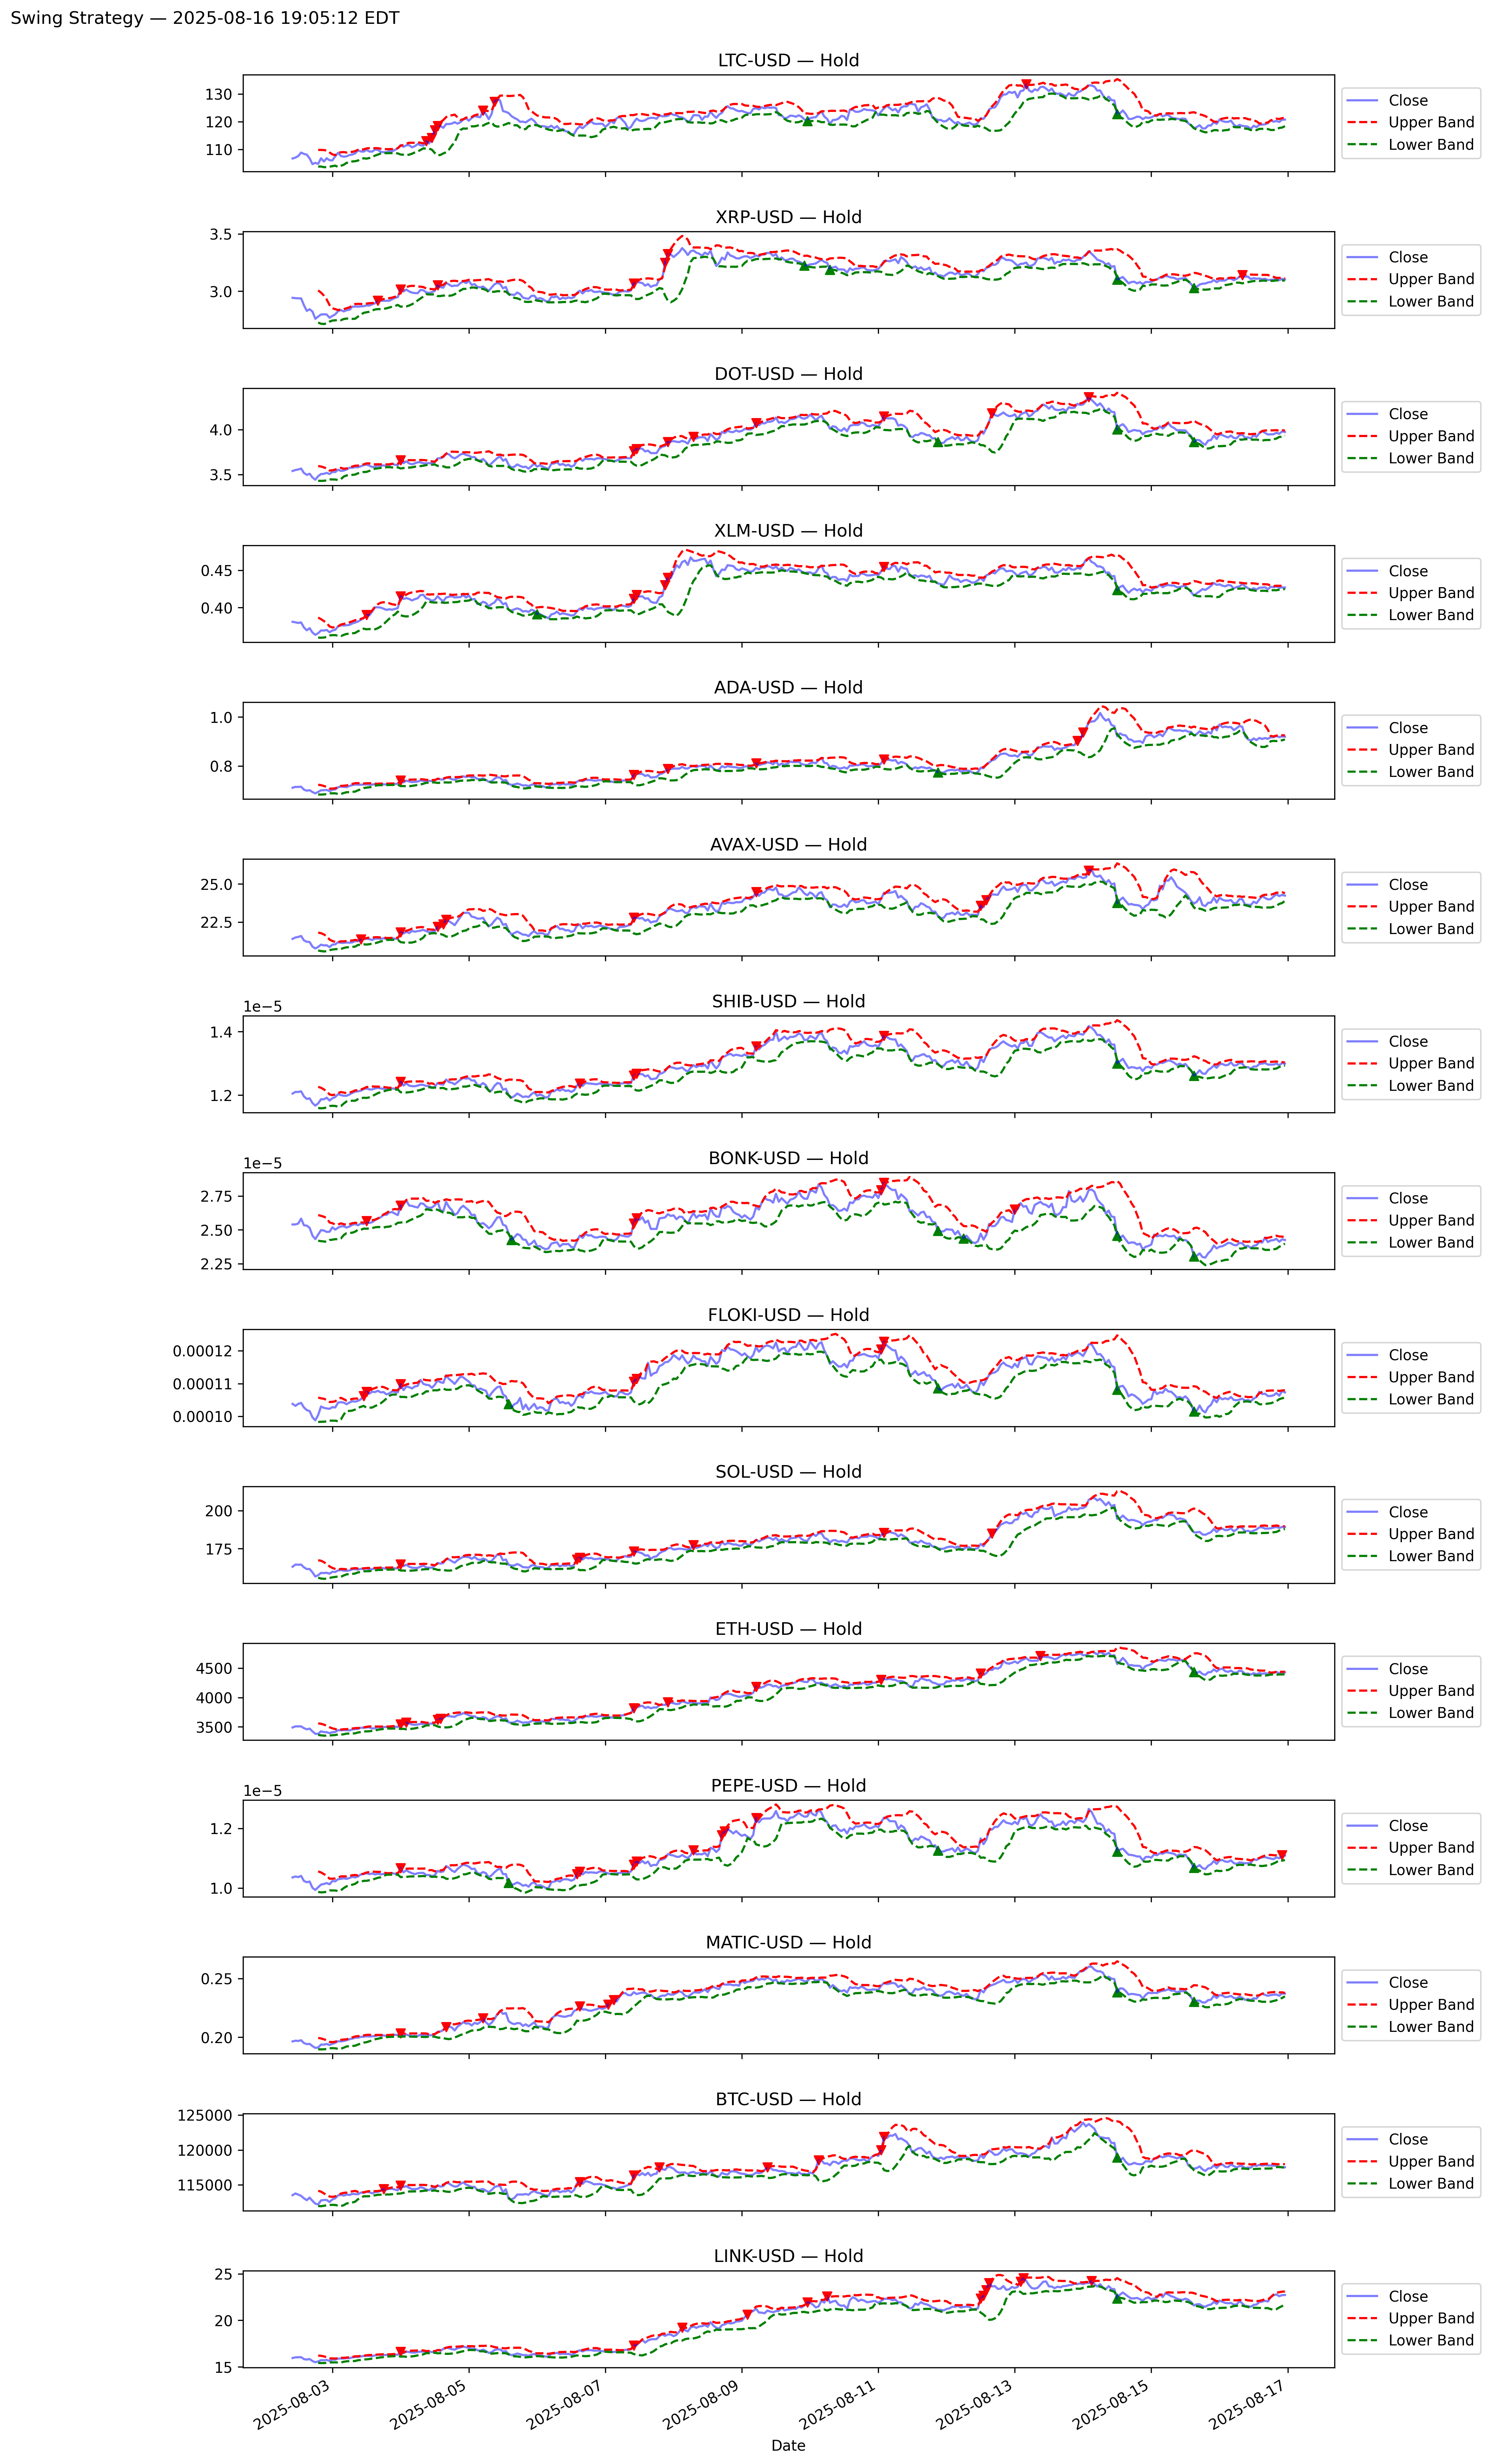 Swing Strategy — 2025-08-16 19:05:12 EDT
LTC-USD — Hold
130
120
110
Close
Upper Band
Lower Band
XRP-USD — Hold
3.5
3.0
Close
Upper Band
Lower Band
DOT-USD — Hold
4.0
3.5
Close
Upper Band
Lower Band
XLM-USD — Hold
0.45
0.40
Close
Upper Band
Lower Band
ADA-USD — Hold
1.0
0.8
Close
Upper Band
Lower Band
AVAX-USD — Hold
25.0
22.5
Close
Upper Band
Lower Band
SHIB-USD — Hold
1e−5
1.4
1.2
Close
Upper Band
Lower Band
BONK-USD — Hold
1e−5
2.75
2.50
2.25
Close
Upper Band
Lower Band
FLOKI-USD — Hold
0.00012
0.00011
0.00010
Close
Upper Band
Lower Band
SOL-USD — Hold
200
175
Close
Upper Band
Lower Band
ETH-USD — Hold
4500
4000
3500
Close
Upper Band
Lower Band
PEPE-USD — Hold
1e−5
1.2
1.0
Close
Upper Band
Lower Band
MATIC-USD — Hold
0.25
0.20
Close
Upper Band
Lower Band
BTC-USD — Hold
125000
120000
115000
Close
Upper Band
Lower Band
LINK-USD — Hold
25
20
15
Close
Upper Band
Lower Band
2025-08-03
2025-08-05
2025-08-07
2025-08-09
2025-08-11
2025-08-13
2025-08-15
2025-08-17
Date